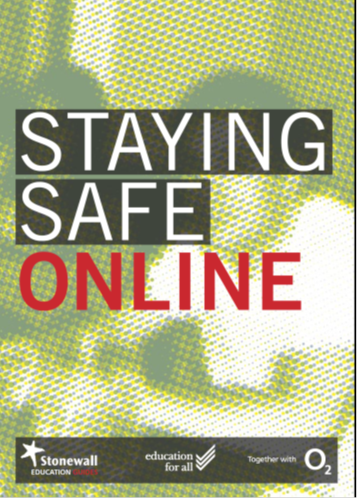 STAYING
SAFE
ONLINE
Stonewall
EDUCATION
education
for all
Together with O2